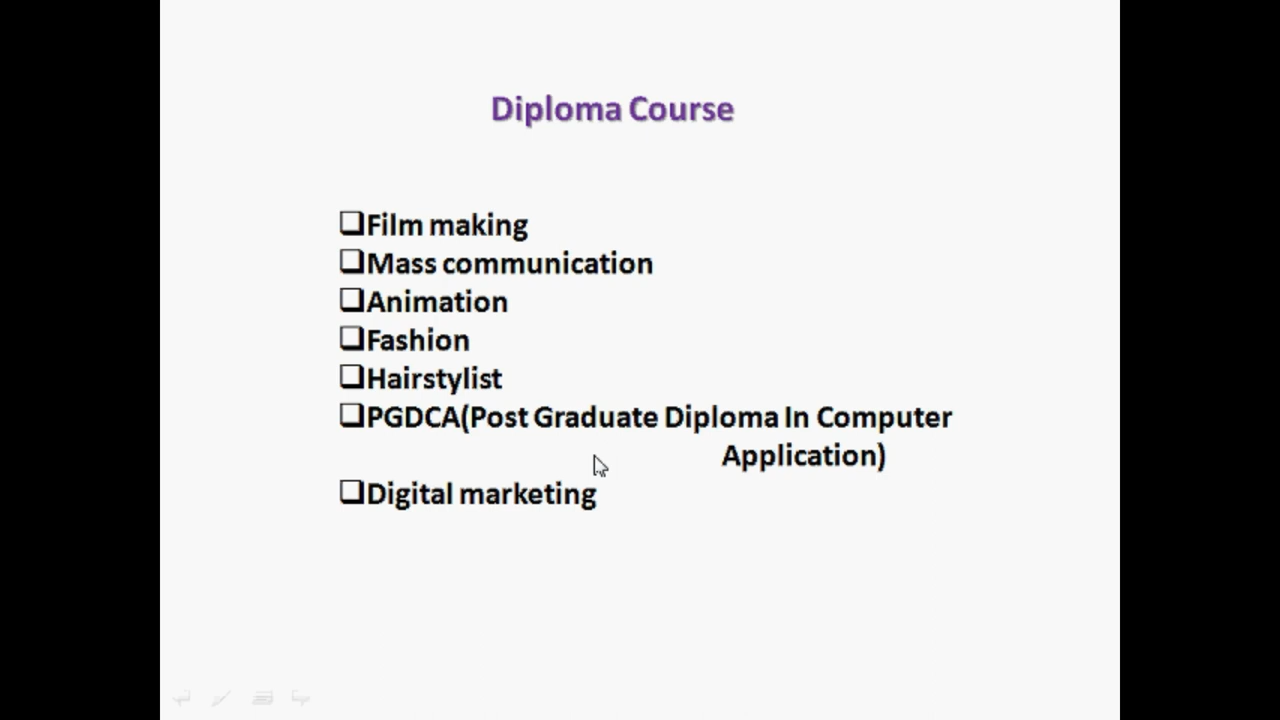 Diploma Course
❑Film making
❑Mass communication
❑Animation
❑Fashion
❑Hairstylist
❑PGDCA(Post Graduate Diploma In Computer
Application)
❑Digital marketing